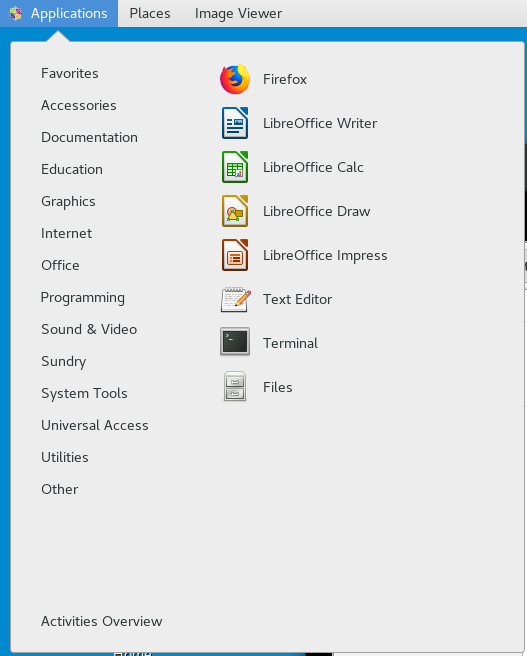 Applications Places Image Viewer
Favorites
Accessories
Documentation
Education
Graphics
Internet
Office
Programming
Sound & Video
Sundry
System Tools
Universal Access
Utilities
Other
Firefox
LibreOffice Writer
LibreOffice Calc
LibreOffice Draw
LibreOffice Impress
Text Editor
Terminal
Files
Activities Overview
Home